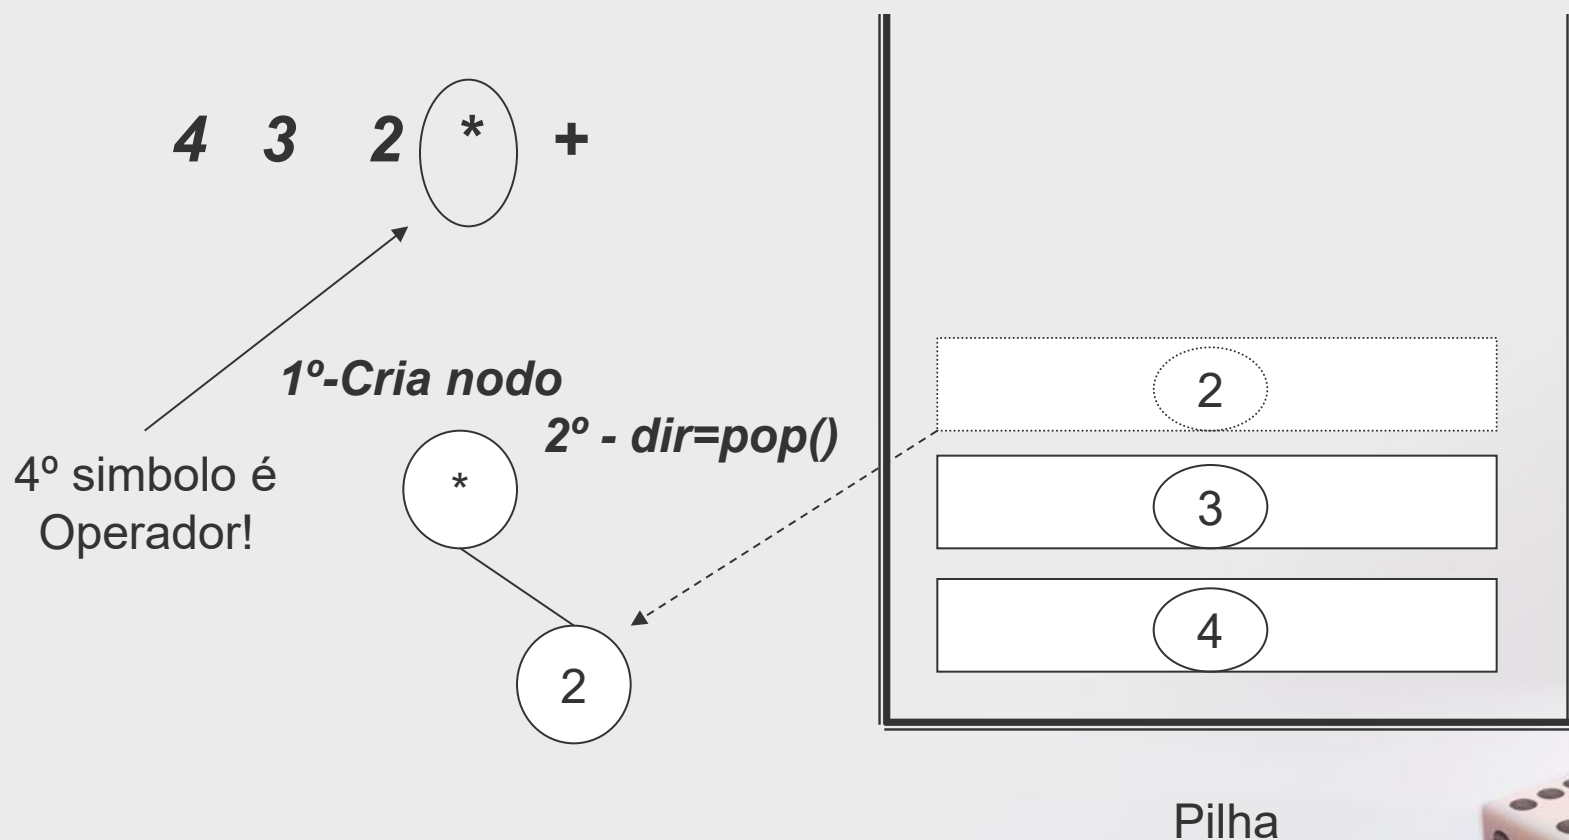 4 3 2 * +
1º-Cria nodo
2º - dir=pop()
4º simbolo é
Operador!
*
2
2
3
4
Pilha